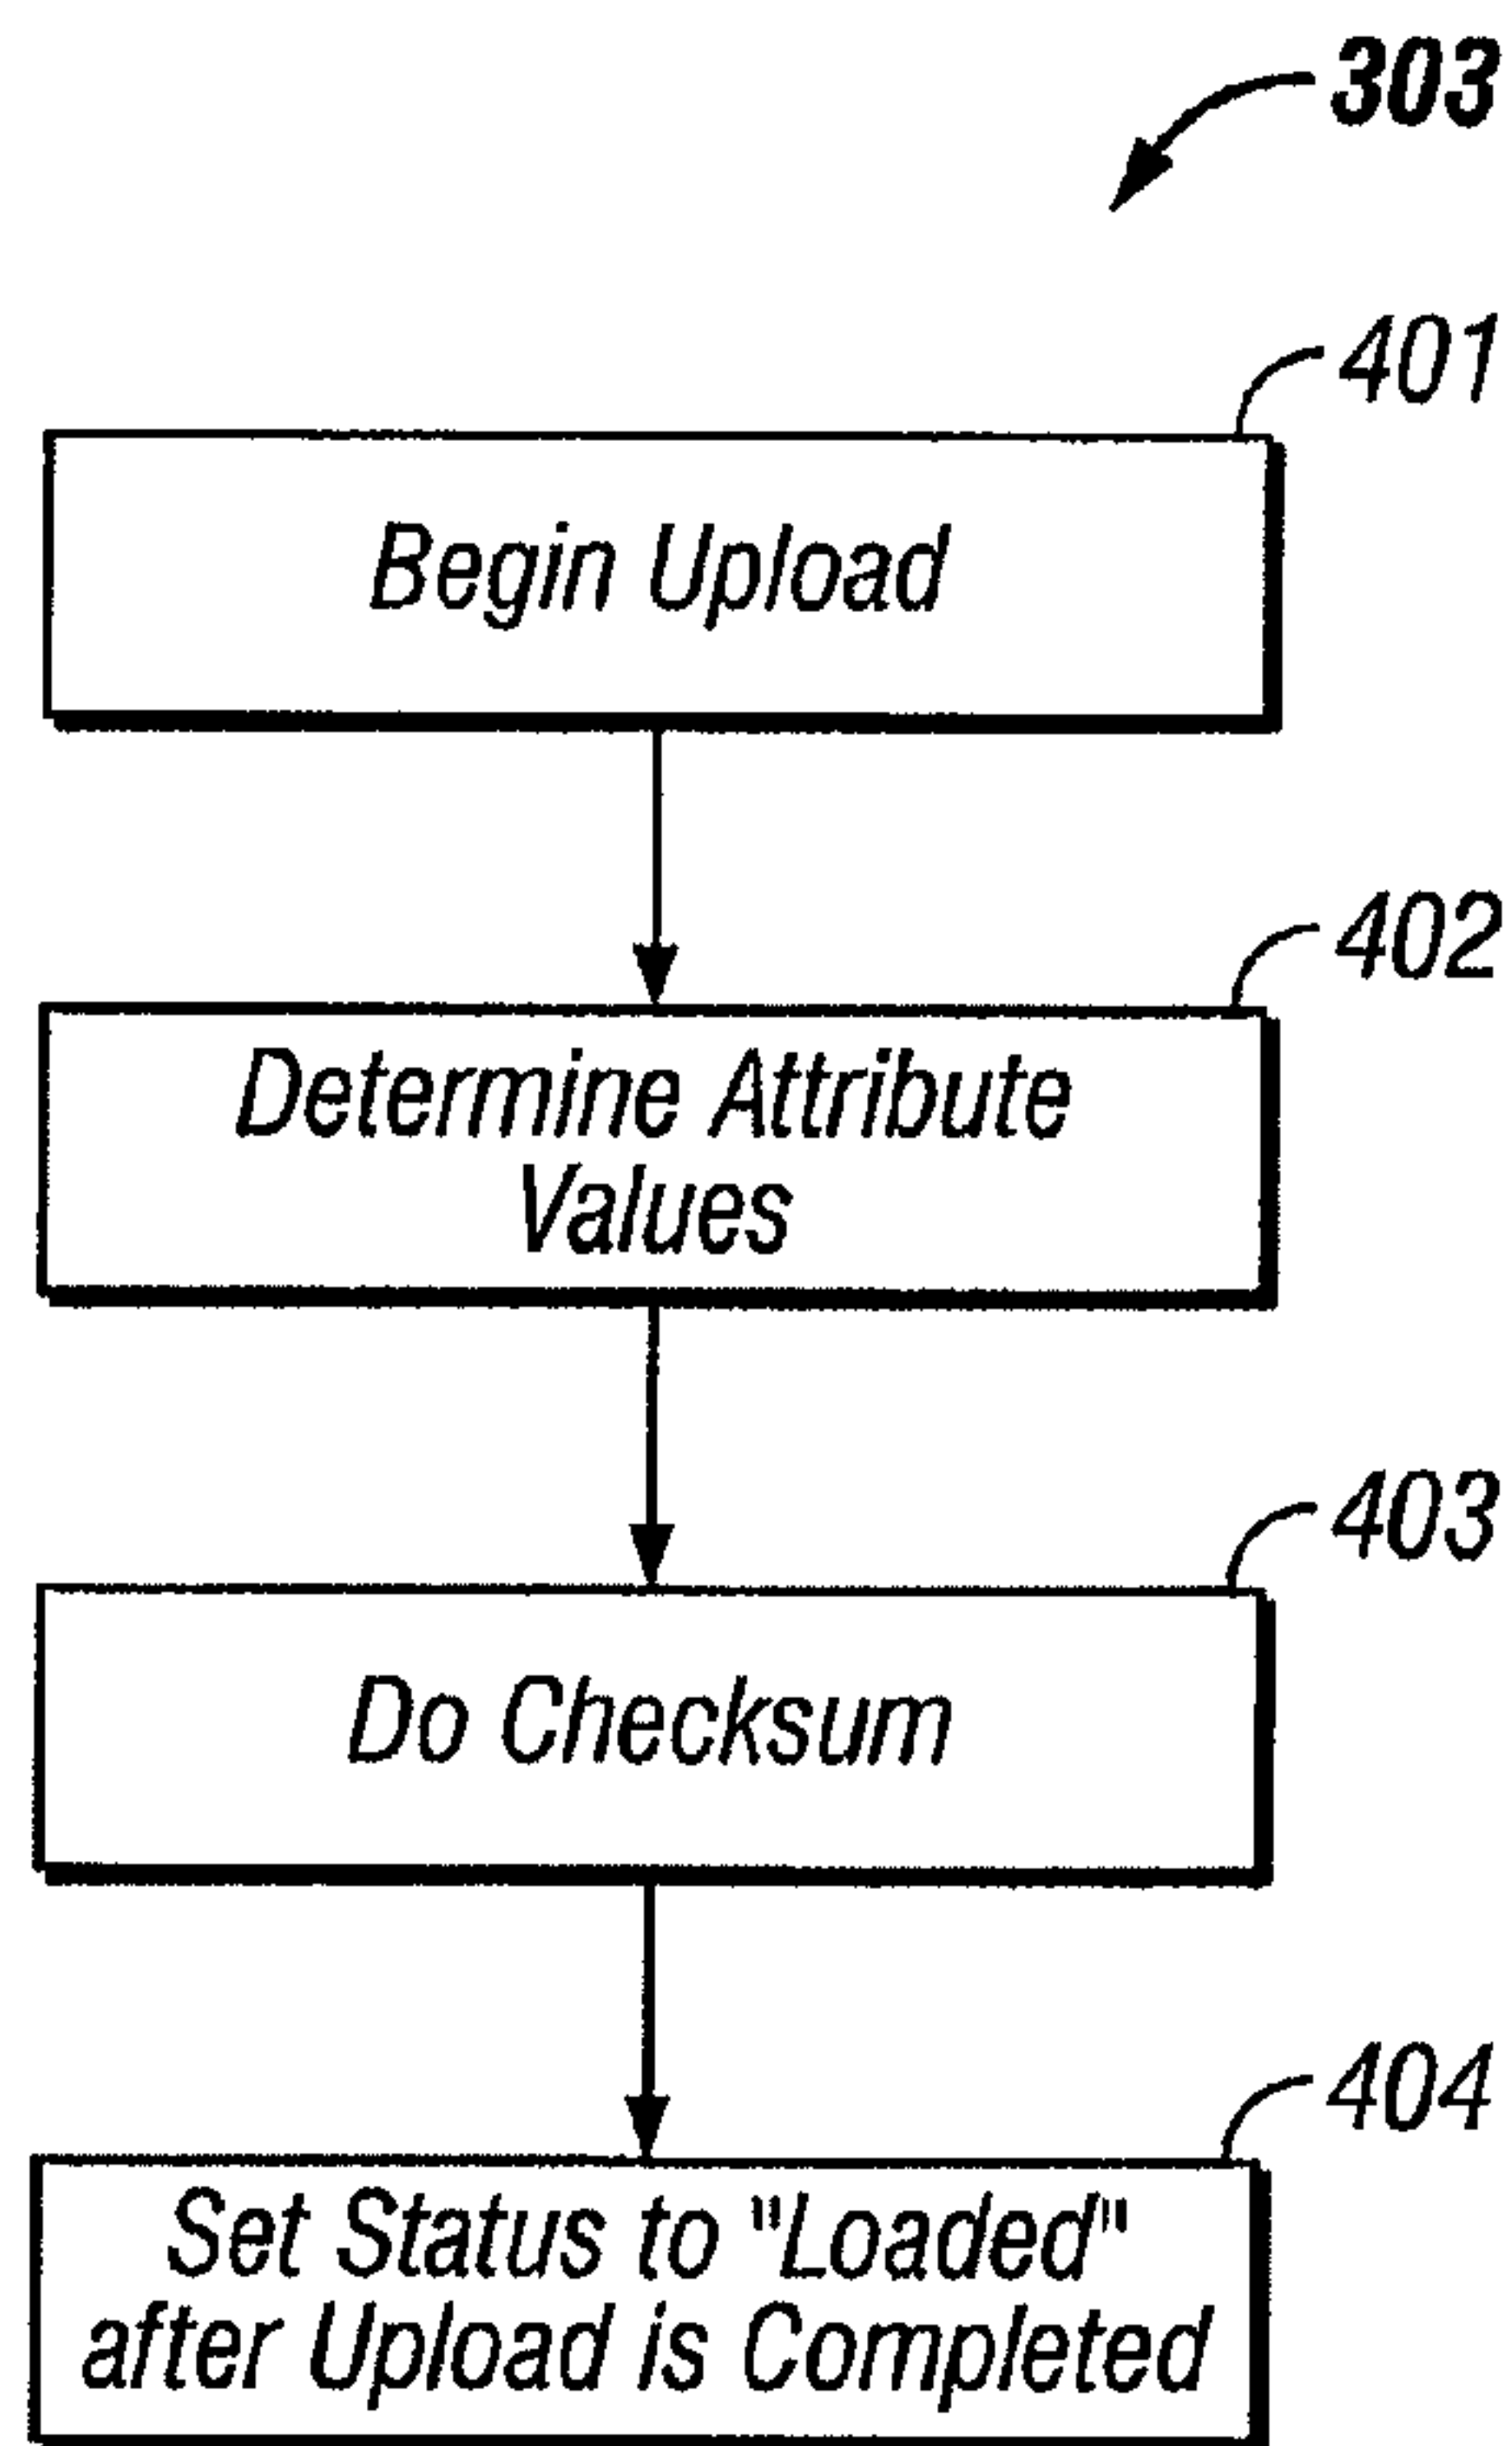 303
401
Begin Upload
402
Determine Attribute
Values
403
Do Checksum
404
Set Status to "Loaded"
after Upload is Completed